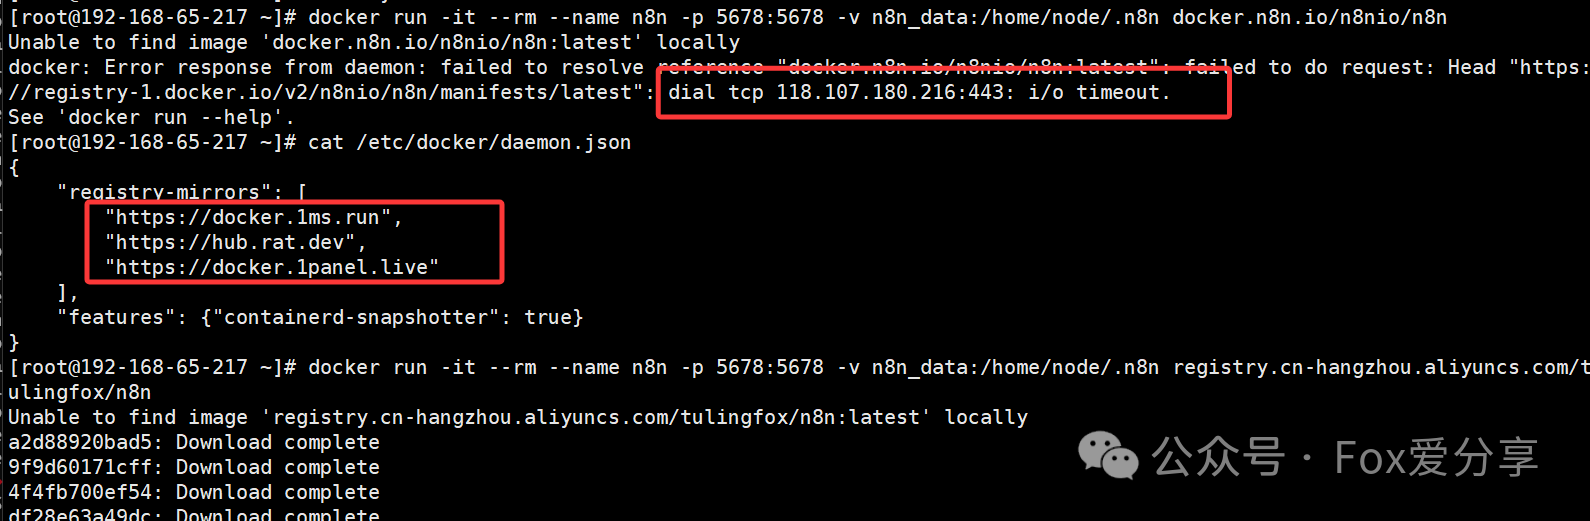 [root@192-168-65-217 ~]# docker run -it --rm --name n8n -p 5678:5678 -v n8n_data:/home/node/.n8n docker.n8n.io/n8nio/n8n
Unable to find image 'docker.n8n.io/n8nio/n8n:latest' locally
docker: Error response from daemon: failed to resolve reference "docker.n8n.io/n8nio/n8n:latest": failed to do request: Head "https:
//registry-1.docker.io/v2/n8nio/n8n/manifests/latest": dial tcp 118.107.180.216:443: i/o timeout.
See 'docker run --help'.
[root@192-168-65-217 ~]# cat /etc/docker/daemon.json
{
    "registry-mirrors": [
        "https://docker.1ms.run",
        "https://hub.rat.dev",
        "https://docker.1panel.live"
    ],
    "features": {"containerd-snapshotter": true}
}
[root@192-168-65-217 ~]# docker run -it --rm --name n8n -p 5678:5678 -v n8n_data:/home/node/.n8n registry.cn-hangzhou.aliyuncs.com/t
ulingfox/n8n
Unable to find image 'registry.cn-hangzhou.aliyuncs.com/tulingfox/n8n:latest' locally
a2d88920bad5: Download complete
9f9d60171cff: Download complete
4f4fb700ef54: Download complete
df28e63a49dc: Download complete
公众号 · Fox爱分享